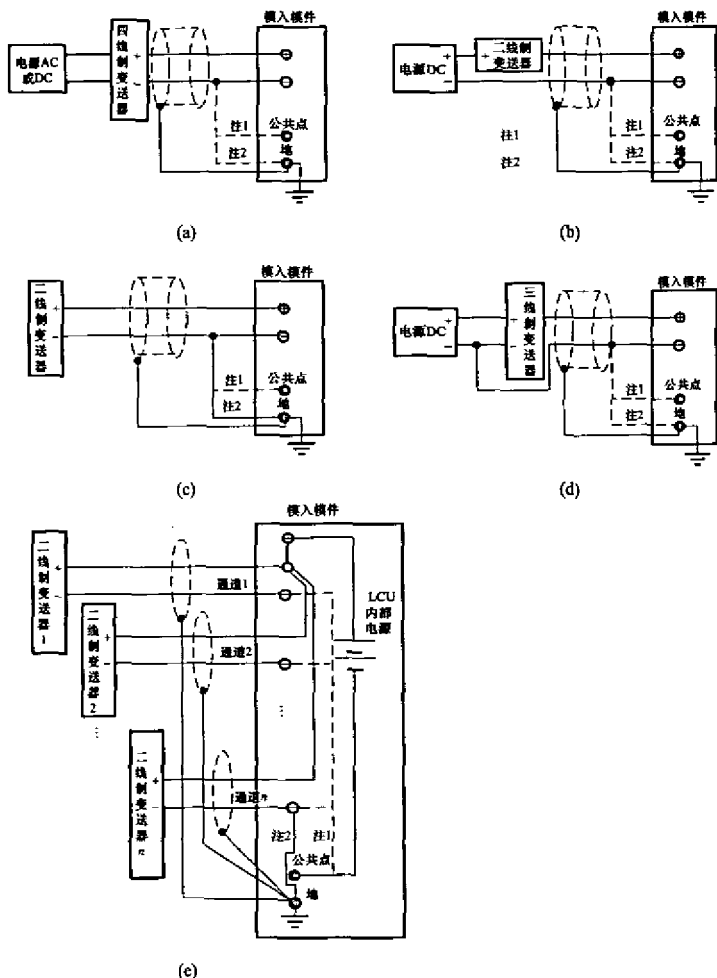 模入模件
电源AC
或DC
四线制变送器
+
-
注1
公共点
注2
地
(a)
模入模件
电源DC
+
-
+
二线制
变送器
注1
公共点
注2
地
注1
注2
(b)
模入模件
二线制变送器
+
-
注1
公共点
注2
地
(c)
模入模件
电源DC
+
-
三线制变送器
注1
公共点
注2
地
(d)
模入模件
二线制变送器1
+
-
通道1
LCU
内部
电源
二线制变送器2
+
-
通道2
⋮
⋮
二线制变送器n
+
-
通道n
注2
注1
公共点
地
(e)